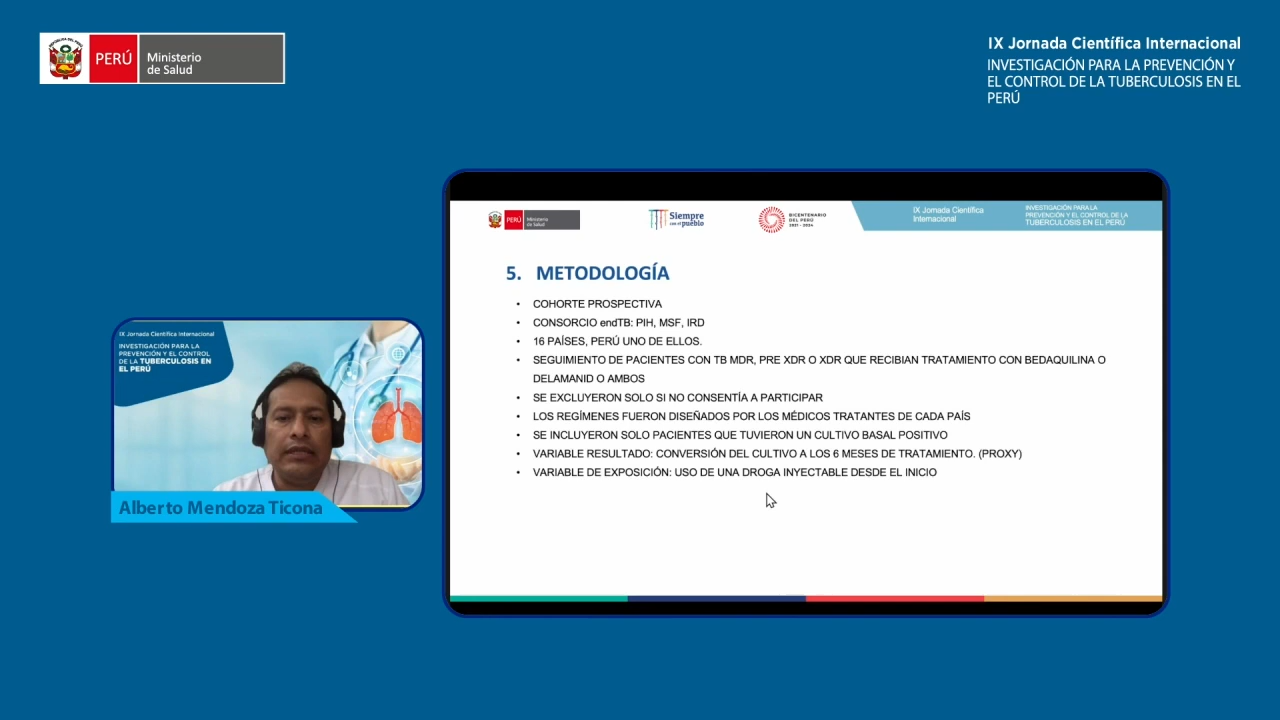 PERÚ
Ministerio
de Salud
IX Jornada Científica Internacional
INVESTIGACIÓN PARA LA PREVENCIÓN Y
EL CONTROL DE LA TUBERCULOSIS EN EL
PERÚ
PERÚ
Ministerio
de Salud
Siempre
con el pueblo
BICENTENARIO
DEL PERÚ
2021 - 2024
IX Jornada Científica
Internacional
INVESTIGACIÓN PARA LA
PREVENCIÓN Y EL CONTROL DE LA
TUBERCULOSIS EN EL PERÚ
5. METODOLOGÍA
• COHORTE PROSPECTIVA
• CONSORCIO endTB: PIH, MSF, IRD
• 16 PAÍSES, PERÚ UNO DE ELLOS.
• SEGUIMIENTO DE PACIENTES CON TB MDR, PRE XDR O XDR QUE RECIBIAN TRATAMIENTO CON BEDAQUILINA O
DELAMANID O AMBOS
• SE EXCLUYERON SOLO SI NO CONSENTÍA A PARTICIPAR
• LOS REGÍMENES FUERON DISEÑADOS POR LOS MÉDICOS TRATANTES DE CADA PAÍS
• SE INCLUYERON SOLO PACIENTES QUE TUVIERON UN CULTIVO BASAL POSITIVO
• VARIABLE RESULTADO: CONVERSIÓN DEL CULTIVO A LOS 6 MESES DE TRATAMIENTO. (PROXY)
• VARIABLE DE EXPOSICIÓN: USO DE UNA DROGA INYECTABLE DESDE EL INICIO
IX Jornada Científica Internacional
INVESTIGACIÓN PARA LA
PREVENCIÓN Y EL CONTROL
DE LA TUBERCULOSIS EN
EL PERÚ
Alberto Mendoza Ticona